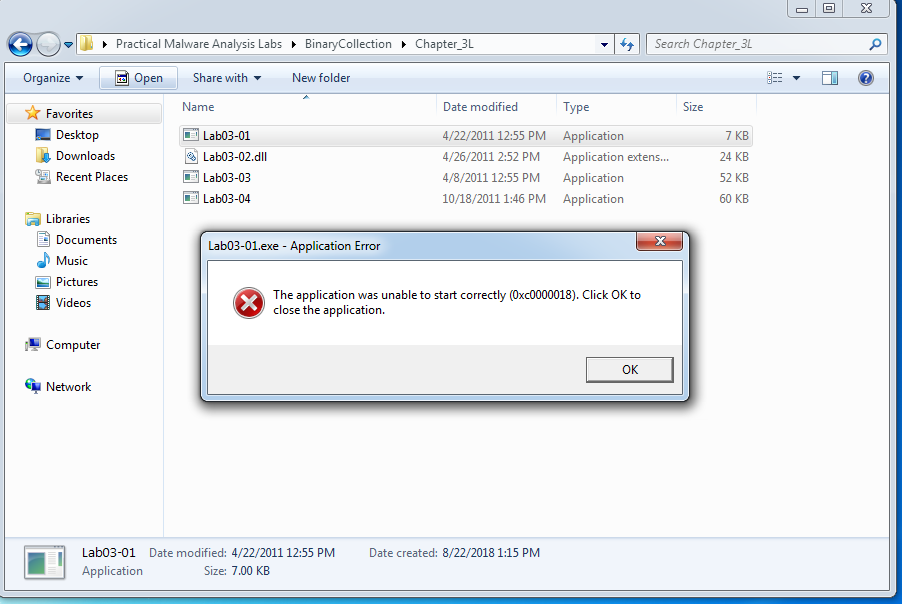 Practical Malware Analysis Labs BinaryCollection Chapter_3L Search Chapter_3L
Organize Open Share with New folder
Favorites
Desktop
Downloads
Recent Places
Libraries
Documents
Music
Pictures
Videos
Computer
Network
Name Date modified Type Size
Lab03-01 4/22/2011 12:55 PM Application 7 KB
Lab03-02.dll 4/26/2011 2:52 PM Application extens... 24 KB
Lab03-03 4/8/2011 12:55 PM Application 52 KB
Lab03-04 10/18/2011 1:46 PM Application 60 KB
Lab03-01.exe - Application Error
The application was unable to start correctly (0xc0000018). Click OK to
close the application.
OK
Lab03-01 Date modified: 4/22/2011 12:55 PM Date created: 8/22/2018 1:15 PM
Application Size: 7.00 KB